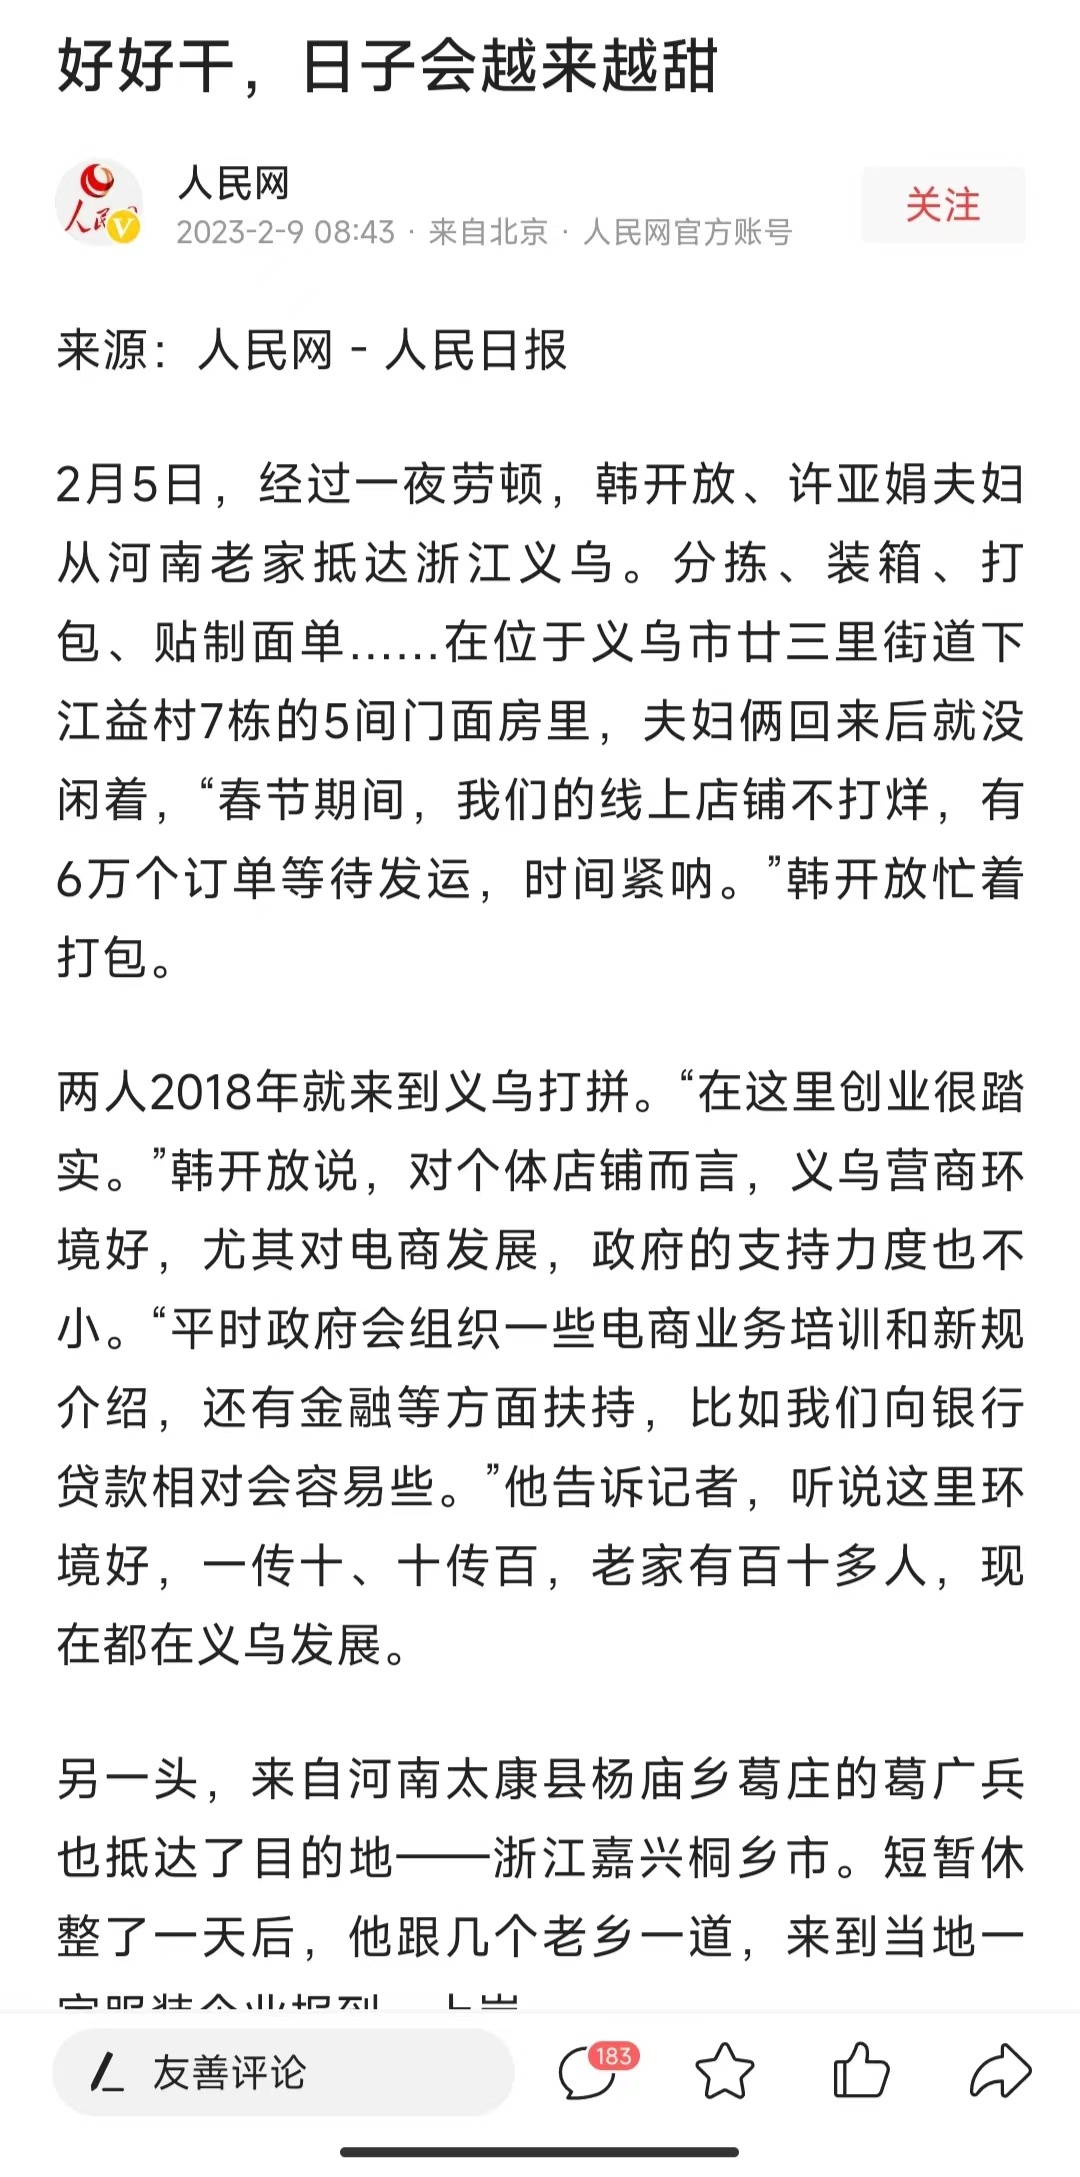 好好干，日子会越来越甜
人民网
2023-2-9 08:43 · 来自北京 · 人民网官方账号
关注
来源：人民网 - 人民日报
2月5日，经过一夜劳顿，韩开放、许亚娟夫妇
从河南老家抵达浙江义乌。分拣、装箱、打
包、贴制面单……在位于义乌市廿三里街道下
江益村7栋的5间门面房里，夫妇俩回来后就没
闲着，“春节期间，我们的线上店铺不打烊，有
6万个订单等待发运，时间紧呐。”韩开放忙着
打包。
两人2018年就来到义乌打拼。“在这里创业很踏
实。”韩开放说，对个体店铺而言，义乌营商环
境好，尤其对电商发展，政府的支持力度也不
小。“平时政府会组织一些电商业务培训和新规
介绍，还有金融等方面扶持，比如我们向银行
贷款相对会容易些。”他告诉记者，听说这里环
境好，一传十、十传百，老家有百十多人，现
在都在义乌发展。
另一头，来自河南太康县杨庙乡葛庄的葛广兵
也抵达了目的地——浙江嘉兴桐乡市。短暂休
整了一天后，他跟几个老乡一道，来到当地一
友善评论
183